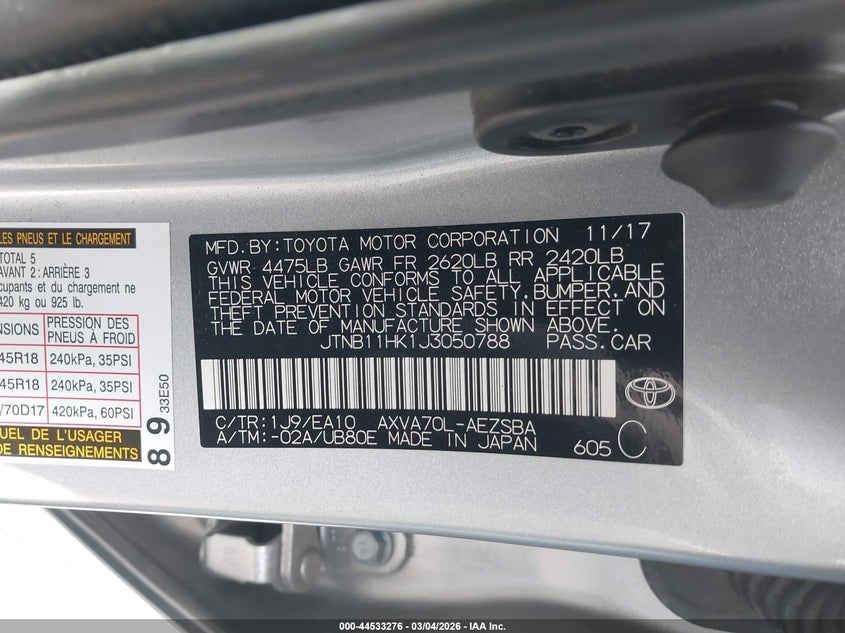 LES PNEUS ET LE CHARGEMENT
TOTAL 5
AVANT 2 : ARRIÈRE 3
cupants et du chargement ne
420 kg ou 925 lb.
NSIONS PRESSION DES PNEUS À FROID
45R18 240kPa, 35PSI
45R18 240kPa, 35PSI
/70D17 420kPa, 60PSI
UEL DE L'USAGER
DE RENSEIGNEMENTS
89 33E50
MFD. BY: TOYOTA MOTOR CORPORATION 11/17
GVWR 4475LB GAWR FR 2620LB RR 2420LB
THIS VEHICLE CONFORMS TO ALL APPLICABLE
FEDERAL MOTOR VEHICLE SAFETY, BUMPER, AND
THEFT PREVENTION STANDARDS IN EFFECT ON
THE DATE OF MANUFACTURE SHOWN ABOVE.
JTNB11HK1J3050788 PASS. CAR
C/TR: 1J9/EA10 AXVA70L-AEZSBA
A/TM: -02A/UB80E MADE IN JAPAN 605 C
TOYOTA
000-44533276 - 03/04/2026 - IAA Inc.